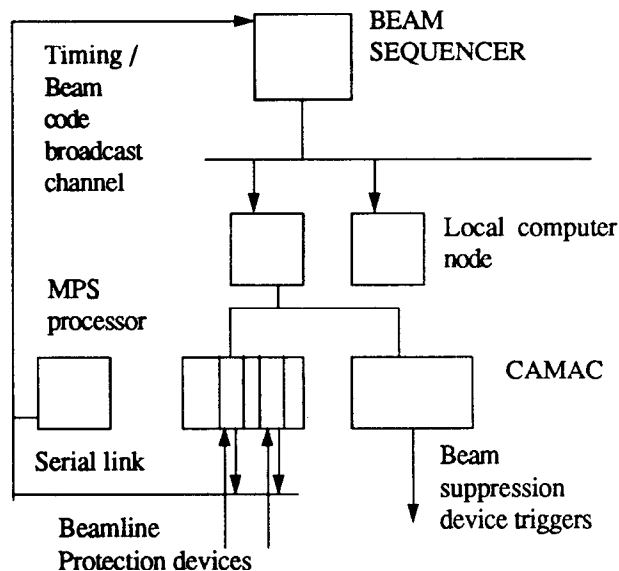 BEAM
SEQUENCER
Timing /
Beam
code
broadcast
channel
Local computer
node
MPS
processor
CAMAC
Serial link
Beam
suppression
device triggers
Beamline
Protection devices